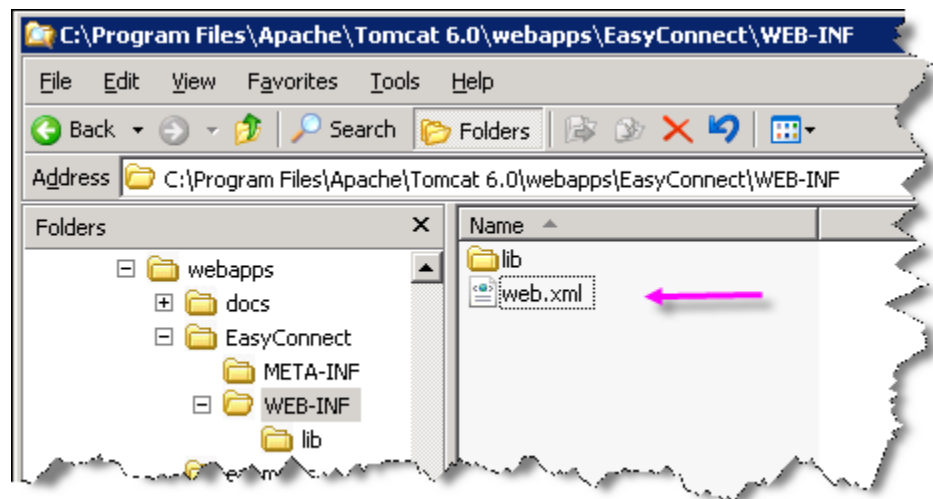 C:\Program Files\Apache\Tomcat 6.0\webapps\EasyConnect\WEB-INF
File Edit View Favorites Tools Help
Back Search Folders
Address C:\Program Files\Apache\Tomcat 6.0\webapps\EasyConnect\WEB-INF
Folders
webapps
docs
EasyConnect
META-INF
WEB-INF
lib
Name
lib
web.xml